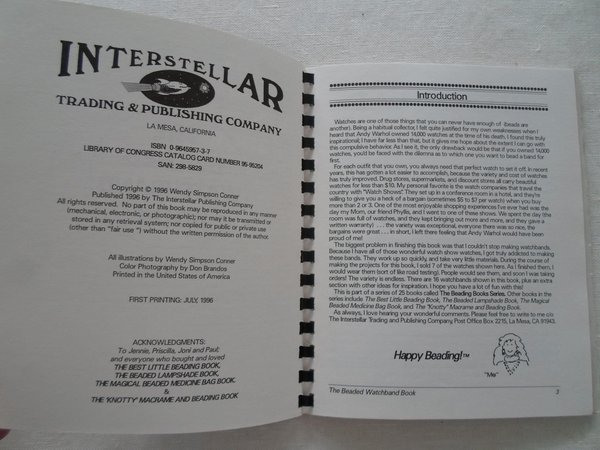 INTERSTELLAR
TRADING & PUBLISHING COMPANY
LA MESA, CALIFORNIA
ISBN 0-9645957-3-7
LIBRARY OF CONGRESS CATALOG CARD NUMBER 95-95204
SAN: 298-5829
Copyright © 1996 Wendy Simpson Conner
Published 1996 by The Interstellar Publishing Company
All rights reserved. No part of this book may be reproduced in any manner
(mechanical, electronic, or photographic); nor may it be transmitted or
stored in any retrieval system; nor copied for public or private use
(other than "fair use") without the written permission of the author.
All illustrations by Wendy Simpson Conner
Color Photography by Don Brandos
Printed in the United States of America
FIRST PRINTING: JULY, 1996
ACKNOWLEDGMENTS:
To Jennie, Priscilla, Joni and Paul;
and everyone who bought and loved
THE BEST LITTLE BEADING BOOK,
THE BEADED LAMPSHADE BOOK,
THE MAGICAL BEADED MEDICINE BAG BOOK,
&
THE 'KNOTTY' MACRAME AND BEADING BOOK
Introduction
Watches are one of those things that you can never have enough of (beads are
another). Being a habitual collector, I felt quite justified for my own weaknesses when I
heard that Andy Warhol had 14,000 watches at the time of his death. I found this truly
inspirational; I have far less than that, but it gives me hope about the extent I can go with
this compulsive behavior. As I see it, the only drawback would be that if you owned 14,000
watches, you'd be faced with the dilemma as to which one you want to bead a band for
first.
For each outfit that you own, you always need that perfect watch to set it off. In recent
years, this has gotten a lot easier to accomplish, because the variety and cost of watches
has truly improved. Drug stores, supermarkets, and discount stores all carry beautiful
watches for less than $10. My personal favorite is the watch companies that travel the
country with "Watch Shows". They set up in a conference room in a hotel, and they're
willing to give you a heck of a bargain (sometimes $5 to $7 per watch) when you buy
more than 2 or 3. One of the most enjoyable shopping experiences I've ever had was the
day my Mom, our friend Phyllis, and I went to one of these shows. We spent the day (the
room was full of watches, and they kept bringing out more and more, and they gave a
written warranty) . . . the variety was exceptional, everyone there was so nice, the
bargains were great . . . in short, I left there feeling that Andy Warhol would have been
proud of me!
The biggest problem in finishing this book was that I couldn't stop making watchbands.
Because I have all of those wonderful watch show watches, I got truly addicted to making
these bands. They work up so quickly, and take very little materials. During the course of
making the projects for this book, I sold 7 of the watches shown here. As I finished them, I
would wear them (sort of like road testing). People would see them, and soon I was taking
orders! The variety is endless. There are 16 watchbands shown in this book, plus an extra
section with other ideas for inspiration. I hope you have a lot of fun with this!
This is part of a series of 25 books called The Beading Books Series. Other books in the
series include The Best Little Beading Book, The Beaded Lampshade Book, The Magical
Beaded Medicine Bag Book, and The "Knotty" Macrame and Beading Book.
As always, I love hearing your wonderful comments. Please feel free to write to me c/o
the Interstellar Trading and Publishing Company, Post Office Box 2215, La Mesa, CA 91943.
Happy Beading!™
"Me"
The Beaded Watchband Book
3